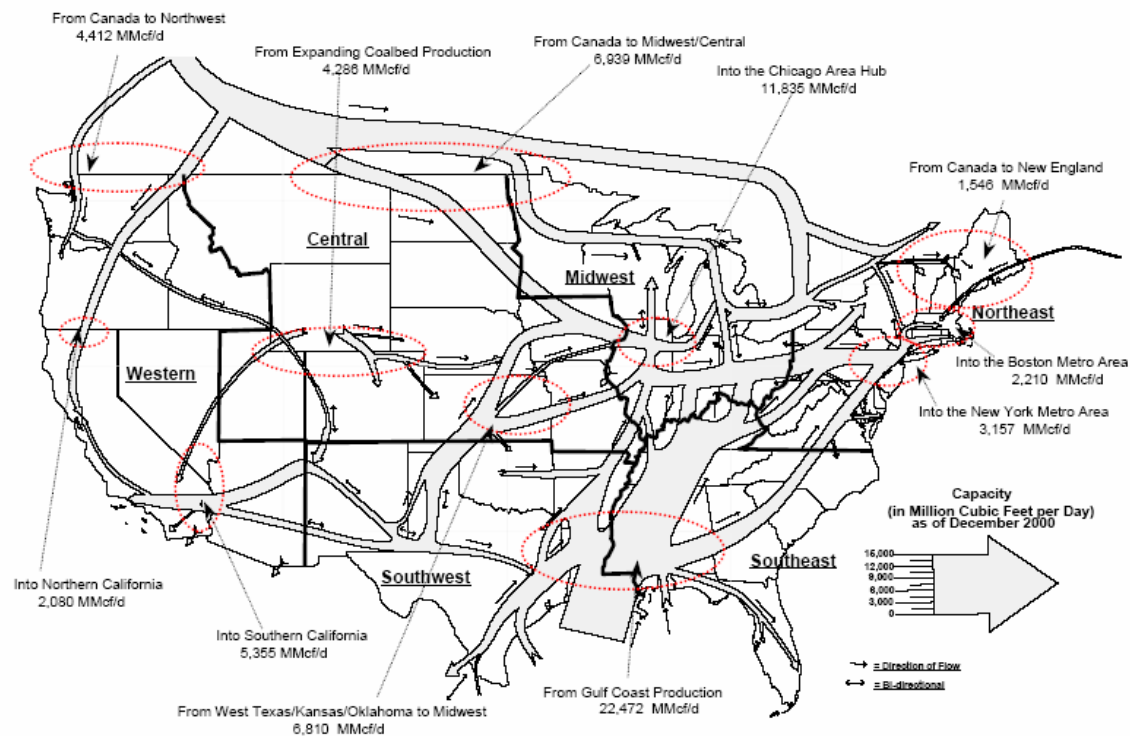 From Canada to Northwest
4,412 MMcf/d
From Expanding Coalbed Production
4,286 MMcf/d
From Canada to Midwest/Central
6,939 MMcf/d
Into the Chicago Area Hub
11,835 MMcf/d
From Canada to New England
1,546 MMcf/d
Central
Midwest
Northeast
Western
Into the Boston Metro Area
2,210 MMcf/d
Into the New York Metro Area
3,157 MMcf/d
Capacity
(in Million Cubic Feet per Day)
as of December 2000
16,000
12,000
9,000
6,000
3,000
0
Southwest
Southeast
Into Northern California
2,080 MMcf/d
Into Southern California
5,355 MMcf/d
From West Texas/Kansas/Oklahoma to Midwest
6,810 MMcf/d
From Gulf Coast Production
22,472 MMcf/d
= Direction of Flow
= Bi-directional